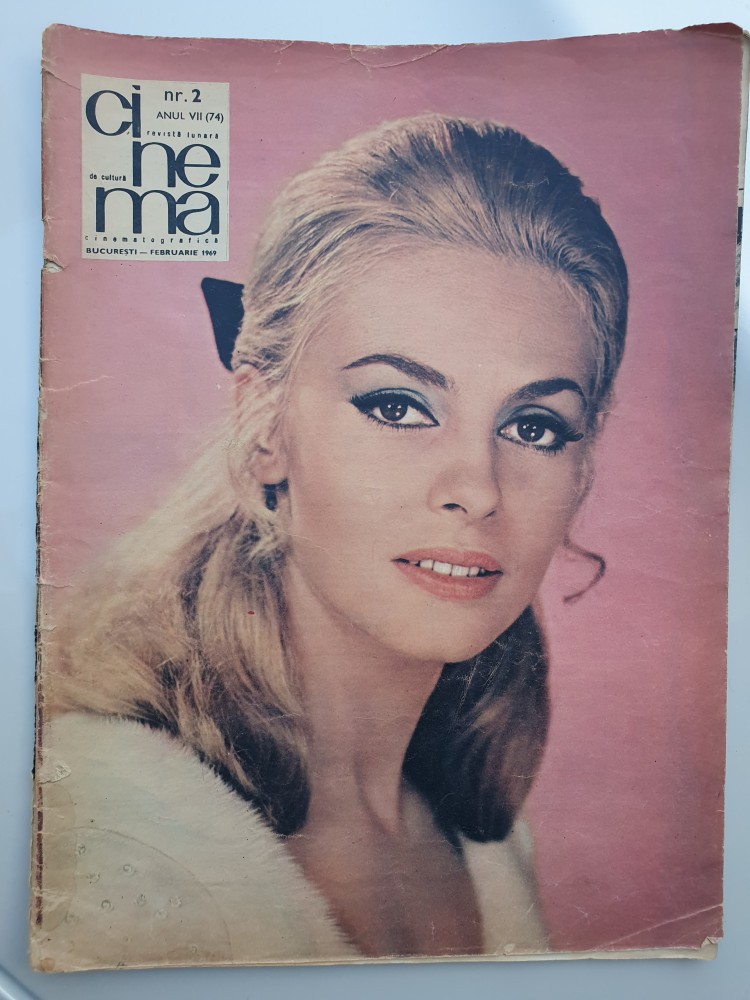 nr. 2
ANUL VII (74)
ci
revistă lunară
ne
de cultură
ma
cinematografică
BUCUREȘTI — FEBRUARIE 1969